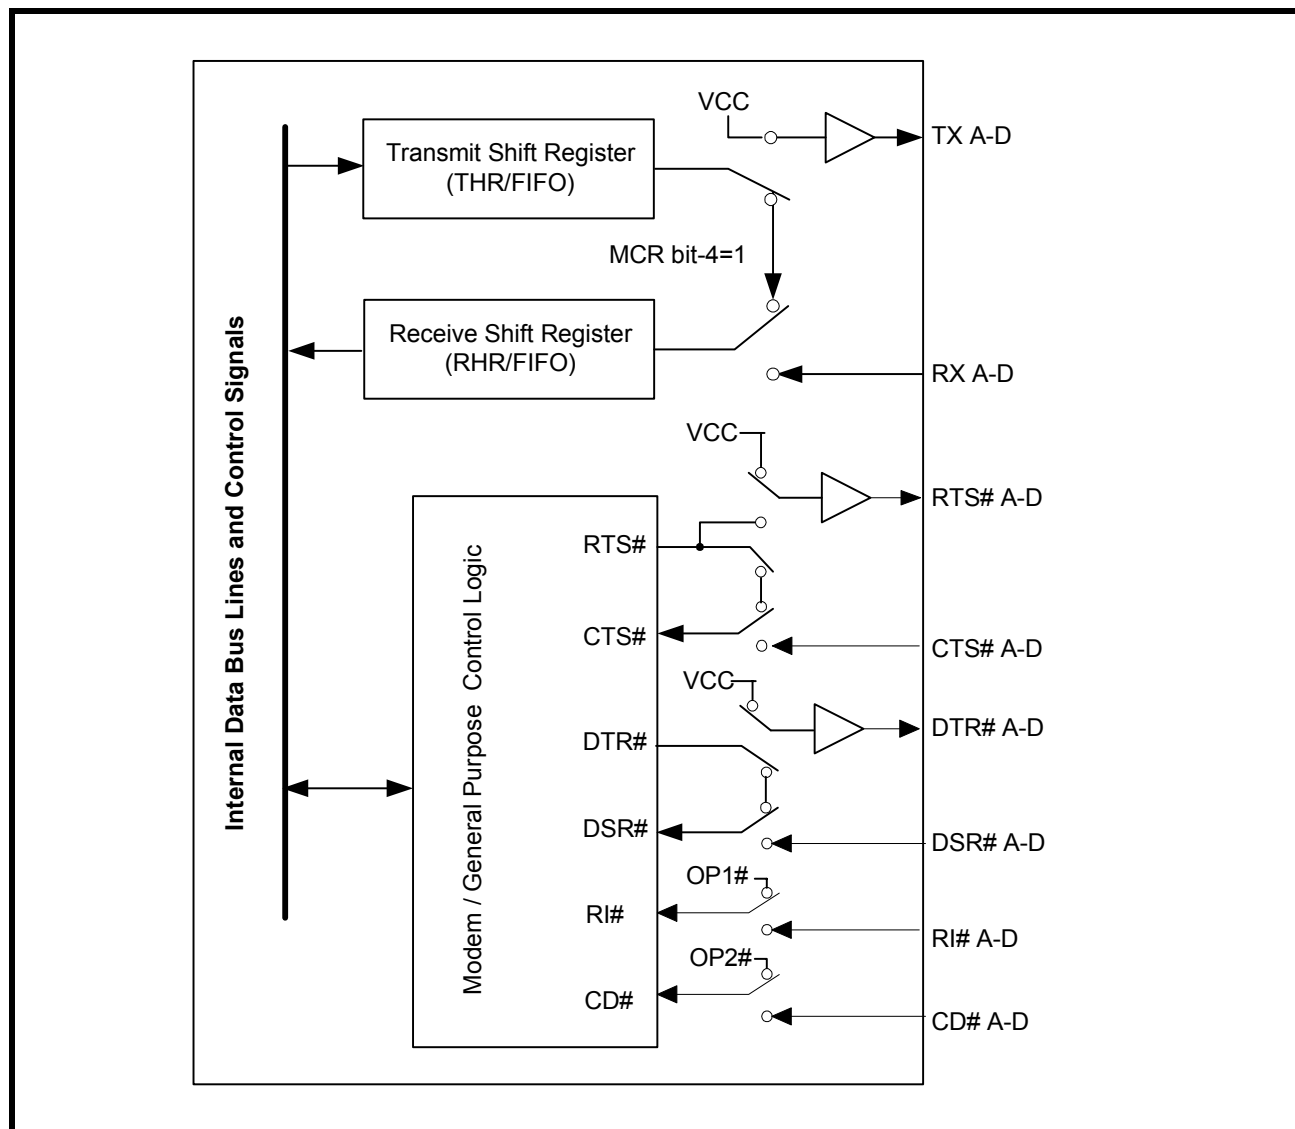 VCC
TX A-D
Transmit Shift Register
(THR/FIFO)
MCR bit-4=1
Receive Shift Register
(RHR/FIFO)
RX A-D
Internal Data Bus Lines and Control Signals
VCC
RTS# A-D
Modem / General Purpose Control Logic
RTS#
CTS#
CTS# A-D
VCC
DTR# A-D
DTR#
DSR#
DSR# A-D
OP1#
RI#
RI# A-D
OP2#
CD#
CD# A-D